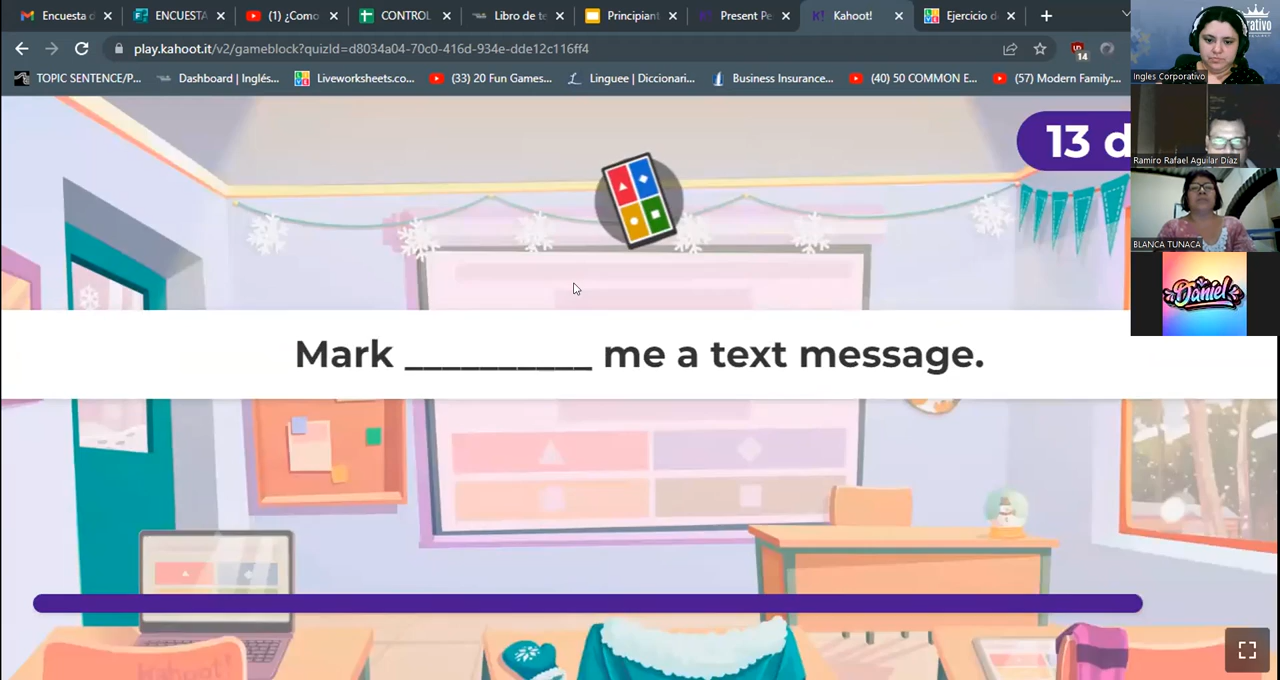 Encuesta d
ENCUESTA
(1) ¿Como
CONTROL
Libro de te
Principiant
Present Pe
Kahoot!
Ejercicio d
play.kahoot.it/v2/gameblock?quizId=d8034a04-70c0-416d-934e-dde12c116ff4
14
TOPIC SENTENCE/P...
Dashboard | Inglés...
Liveworksheets.co...
(33) 20 Fun Games...
Linguee | Diccionari...
Business Insurance...
(40) 50 COMMON E...
(57) Modern Family:...
Ingles Corporativo
Ramiro Rafael Aguilar Díaz
BLANCA TUNACA
Daniel
13 d
Mark __________ me a text message.